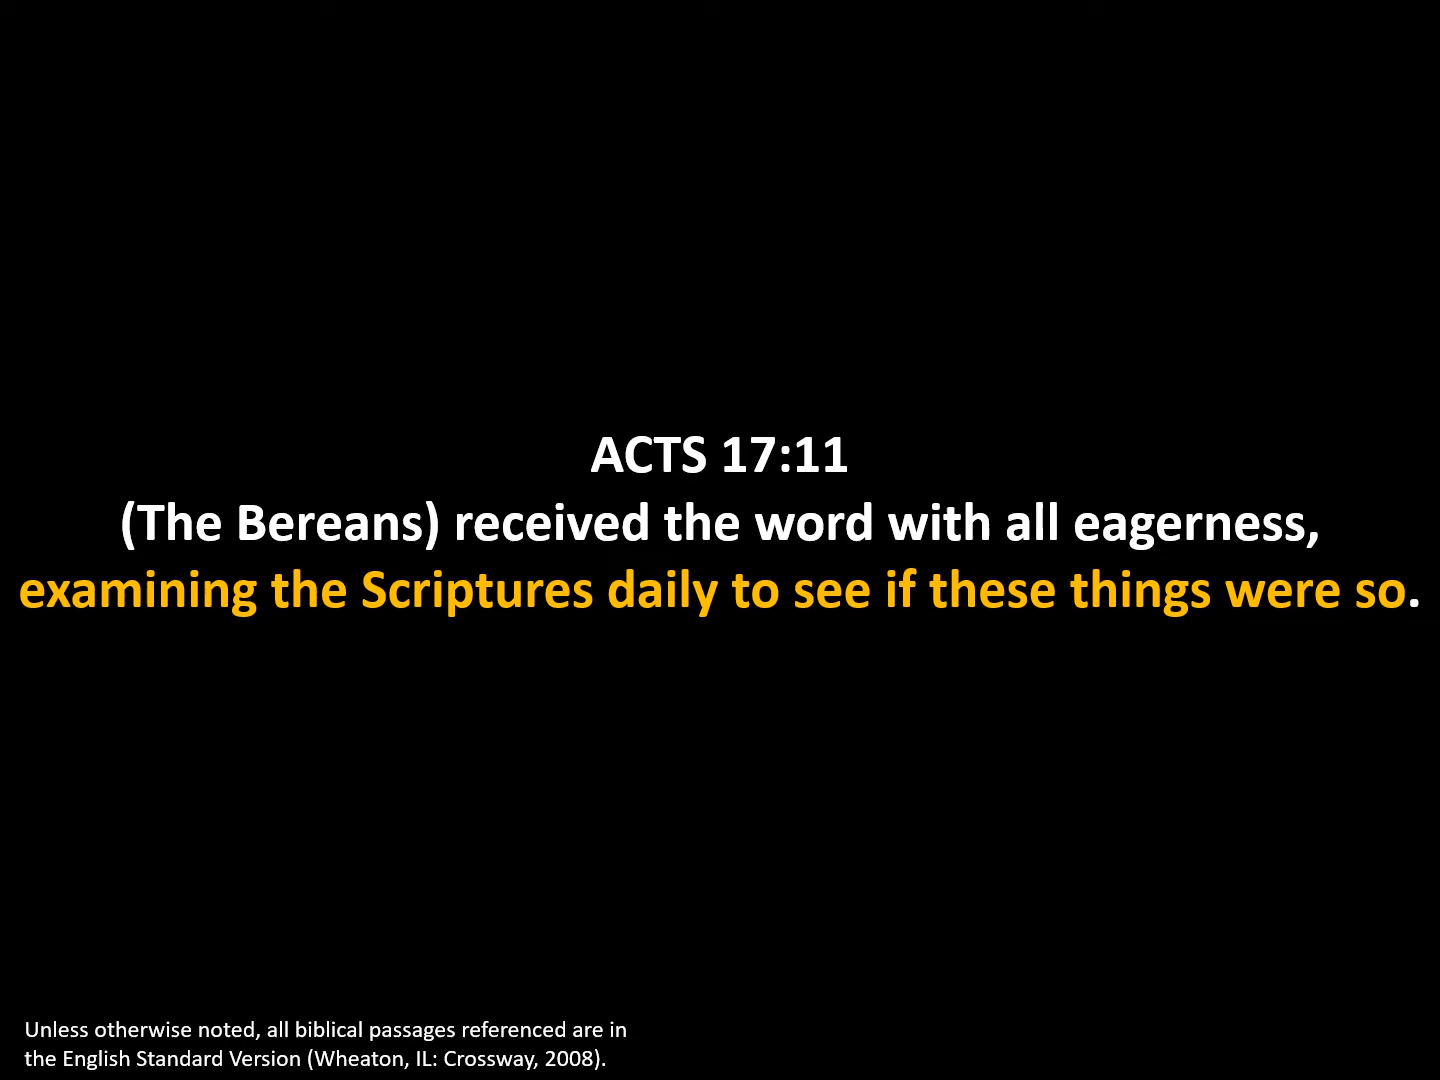 ACTS 17:11
(The Bereans) received the word with all eagerness,
examining the Scriptures daily to see if these things were so.
Unless otherwise noted, all biblical passages referenced are in
the English Standard Version (Wheaton, IL: Crossway, 2008).